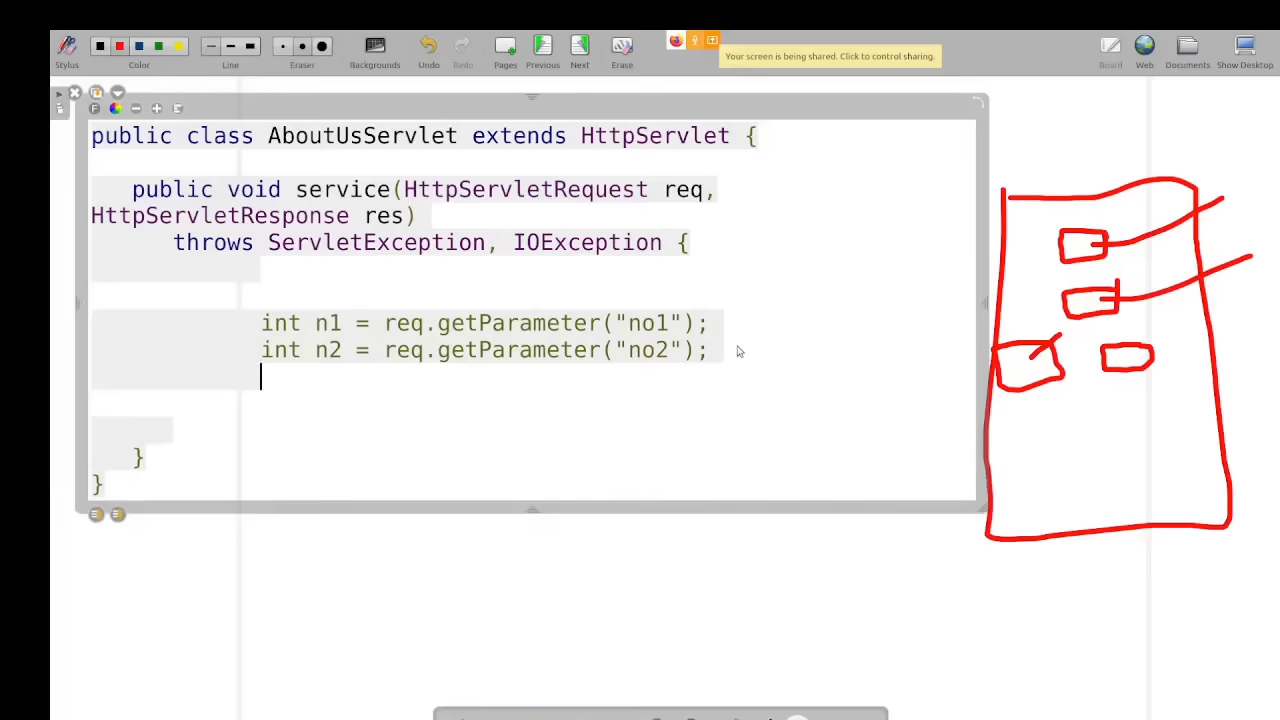 Your screen is being shared. Click to control sharing.
Stylus Color Line Eraser Backgrounds Undo Redo Pages Previous Next Erase Board Web Documents Show Desktop
public class AboutUsServlet extends HttpServlet {
public void service(HttpServletRequest req,
HttpServletResponse res)
throws ServletException, IOException {
int n1 = req.getParameter("no1");
int n2 = req.getParameter("no2");
}
}